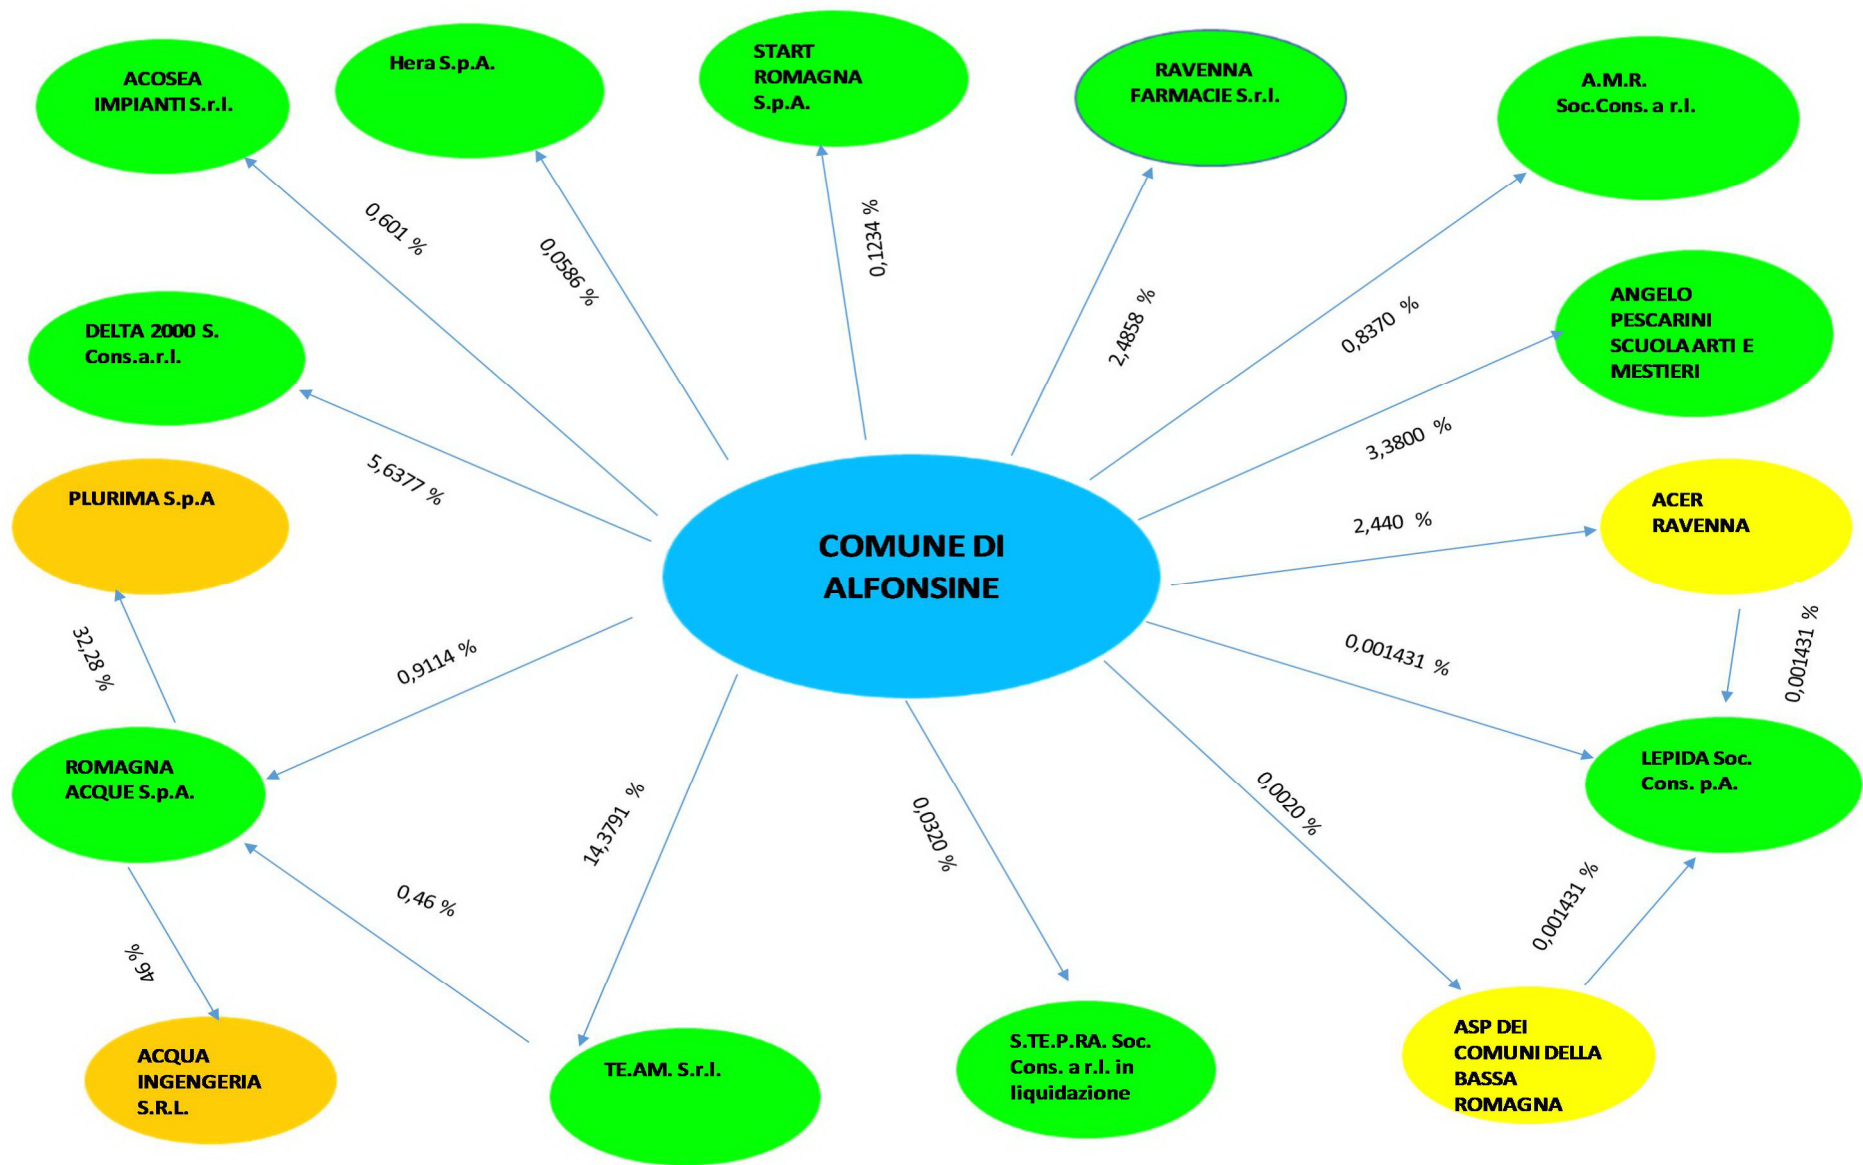 ACOSEA
IMPIANTI S.r.l.
Hera S.p.A.
START
ROMAGNA
S.p.A.
RAVENNA
FARMACIE S.r.l.
A.M.R.
Soc.Cons. a r.l.
0,601 %
0,0586 %
0,1234 %
2,4858 %
0,8370 %
DELTA 2000 S.
Cons.a.r.l.
ANGELO
PESCARINI
SCUOLA ARTI E
MESTIERI
5,6377 %
3,3800 %
PLURIMA S.p.A
COMUNE DI
ALFONSINE
2,440 %
ACER
RAVENNA
32,28 %
0,9114 %
0,001431 %
0,001431 %
ROMAGNA
ACQUE S.p.A.
14,3791 %
0,0320 %
0,0020 %
LEPIDA Soc.
Cons. p.A.
0,46 %
0,001431 %
46 %
ACQUA
INGENGERIA
S.R.L.
TE.AM. S.r.l.
S.TE.P.RA. Soc.
Cons. a r.l. in
liquidazione
ASP DEI
COMUNI DELLA
BASSA
ROMAGNA